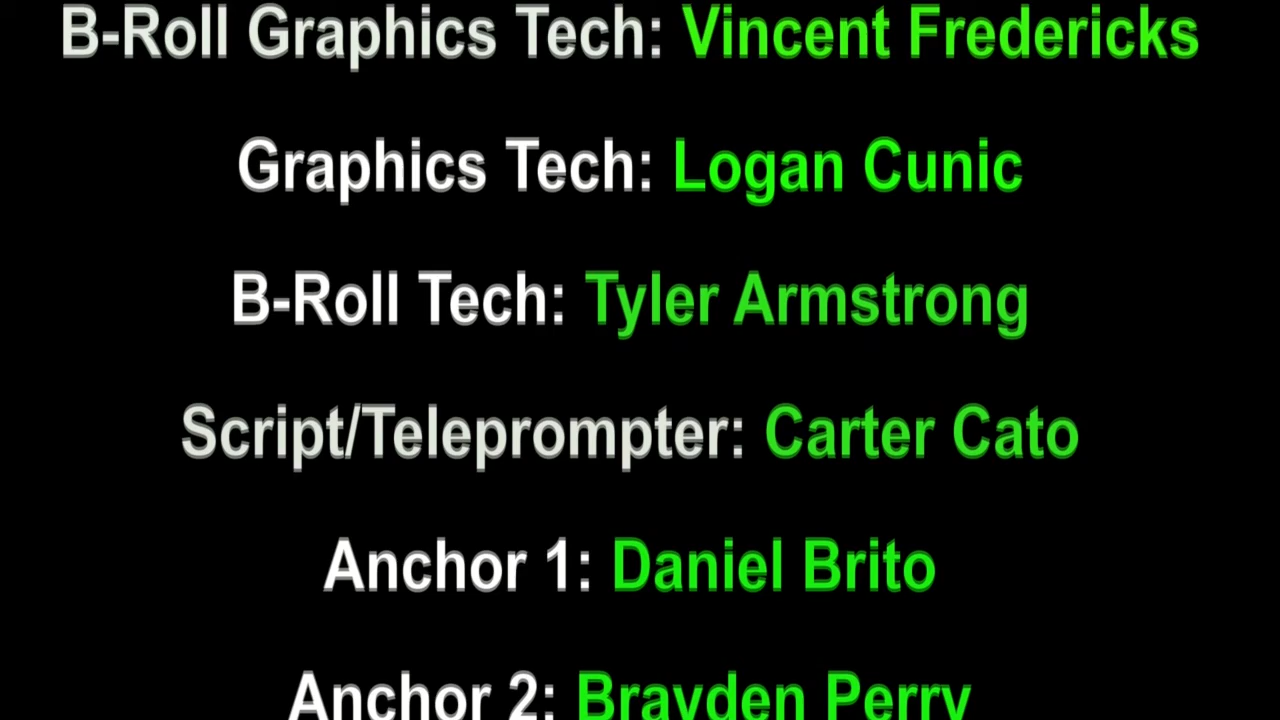 B-Roll Graphics Tech: Vincent Fredericks
Graphics Tech: Logan Cunic
B-Roll Tech: Tyler Armstrong
Script/Teleprompter: Carter Cato
Anchor 1: Daniel Brito
Anchor 2: Brayden Perry